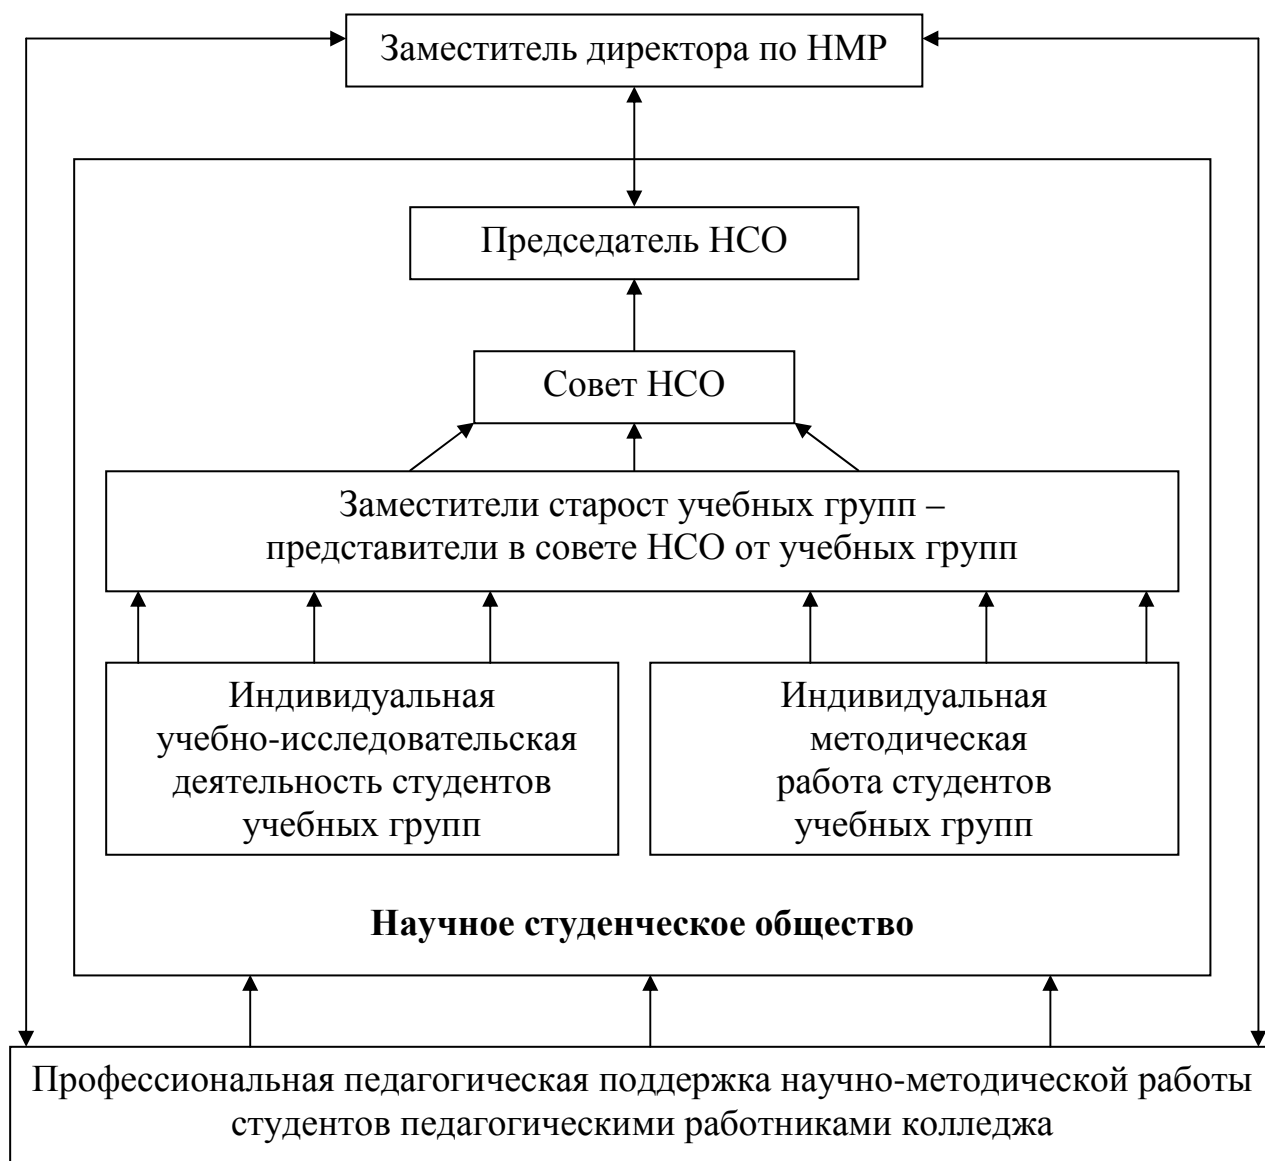 Заместитель директора по НМР
Председатель НСО
Совет НСО
Заместители старост учебных групп –
представители в совете НСО от учебных групп
Индивидуальная
учебно-исследовательская
деятельность студентов
учебных групп
Индивидуальная
методическая
работа студентов
учебных групп
Научное студенческое общество
Профессиональная педагогическая поддержка научно-методической работы
студентов педагогическими работниками колледжа